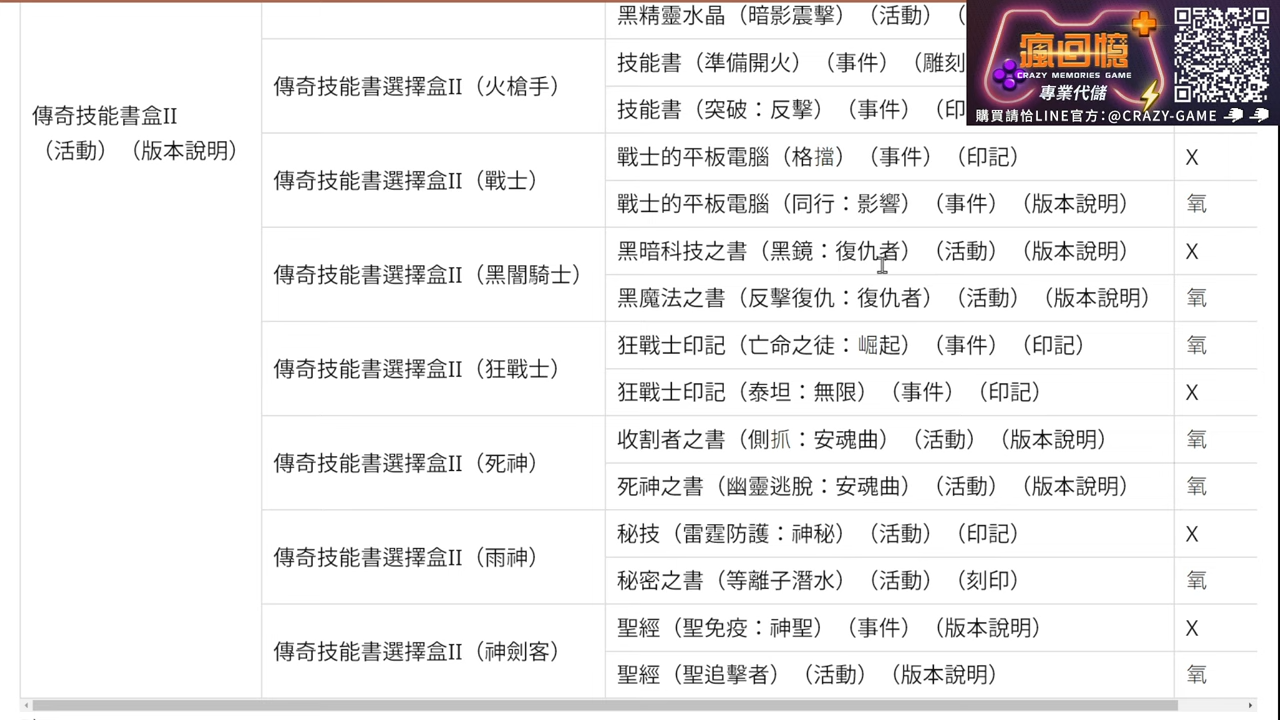 黑精靈水晶（暗影震擊）（活動）（
傳奇技能書盒II
（活動）（版本說明）
傳奇技能書選擇盒II（火槍手）
技能書（準備開火）（事件）（雕刻
技能書（突破：反擊）（事件）（印
傳奇技能書選擇盒II（戰士）
戰士的平板電腦（格擋）（事件）（印記） X
戰士的平板電腦（同行：影響）（事件）（版本說明） 氧
傳奇技能書選擇盒II（黑闇騎士）
黑暗科技之書（黑鏡：復仇者）（活動）（版本說明） X
黑魔法之書（反擊復仇：復仇者）（活動）（版本說明） 氧
傳奇技能書選擇盒II（狂戰士）
狂戰士印記（亡命之徒：崛起）（事件）（印記） 氧
狂戰士印記（泰坦：無限）（事件）（印記） X
傳奇技能書選擇盒II（死神）
收割者之書（側抓：安魂曲）（活動）（版本說明） 氧
死神之書（幽靈逃脫：安魂曲）（活動）（版本說明） 氧
傳奇技能書選擇盒II（雨神）
秘技（雷霆防護：神秘）（活動）（印記） X
秘密之書（等離子潛水）（活動）（刻印） 氧
傳奇技能書選擇盒II（神劍客）
聖經（聖免疫：神聖）（事件）（版本說明） X
聖經（聖追擊者）（活動）（版本說明） 氧
瘋回憶
CRAZY MEMORIES GAME
專業代儲
購買請恰LINE官方:@CRAZY-GAME